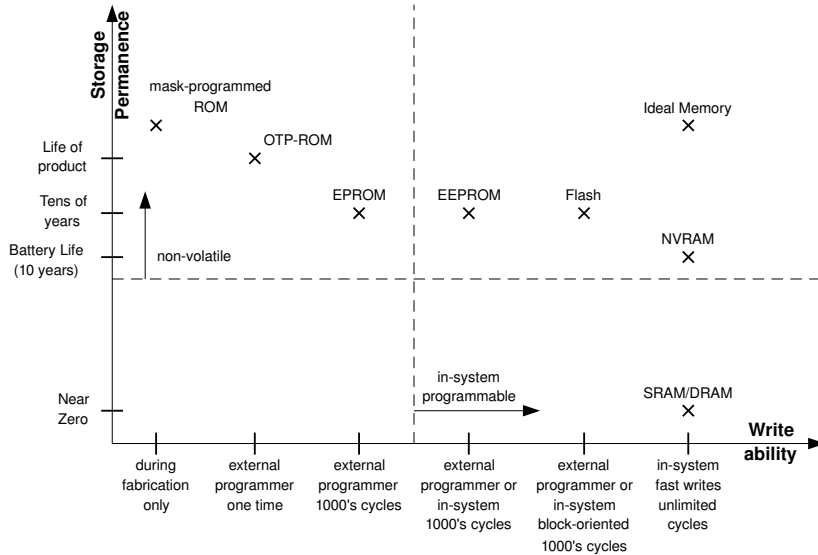 Storage
Permanence
mask-programmed
ROM
Ideal Memory
OTP-ROM
Life of
product
EPROM
EEPROM
Flash
Tens of
years
NVRAM
Battery Life
(10 years)
non-volatile
in-system
programmable
SRAM/DRAM
Near
Zero
Write
ability
during
fabrication
only
external
programmer
one time
external
programmer
1000's cycles
external
programmer or
in-system
1000's cycles
external
programmer or
in-system
block-oriented
1000's cycles
in-system
fast writes
unlimited
cycles